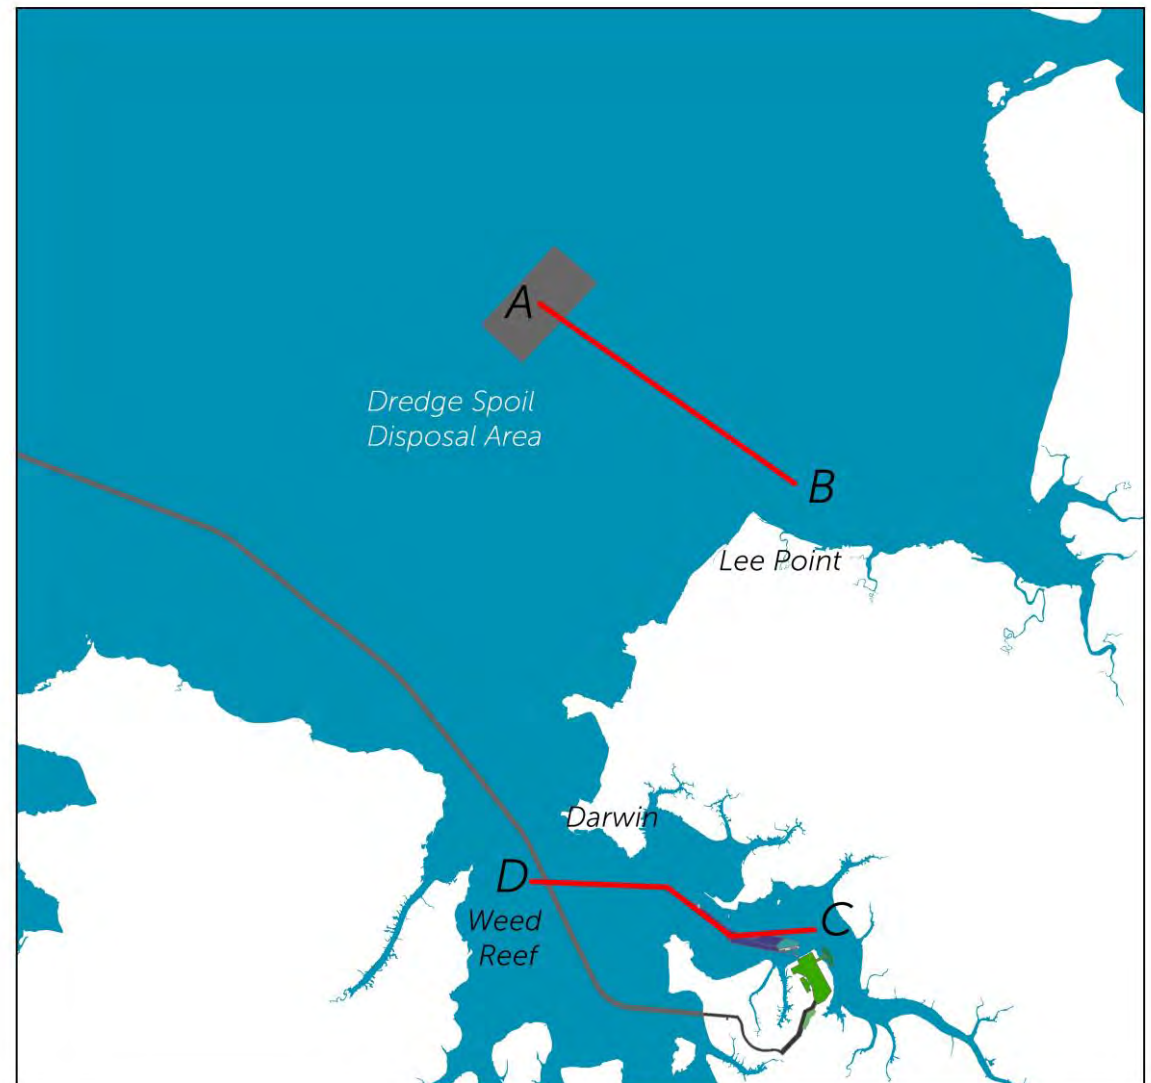 A
Dredge Spoil
Disposal Area
B
Lee Point
Darwin
D
C
Weed
Reef